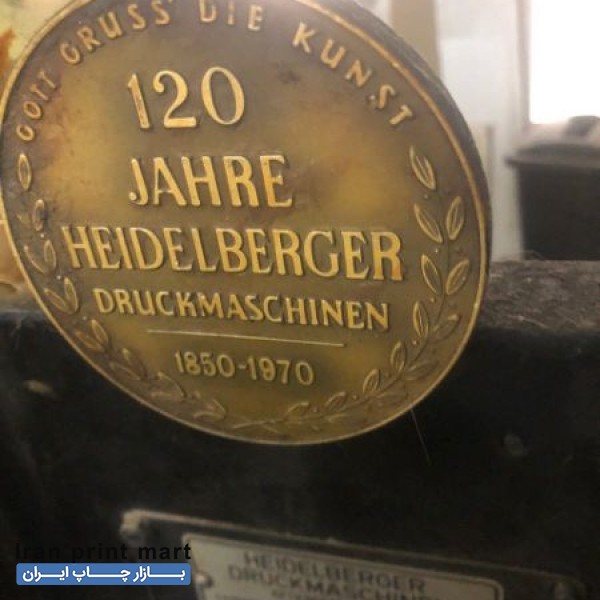 GOTT GRUSS DIE KUNST
120
JAHRE
HEIDELBERGER
DRUCKMASCHINEN
1850-1970
Iran print mart
بازار چاپ ایران
HEIDELBERGER